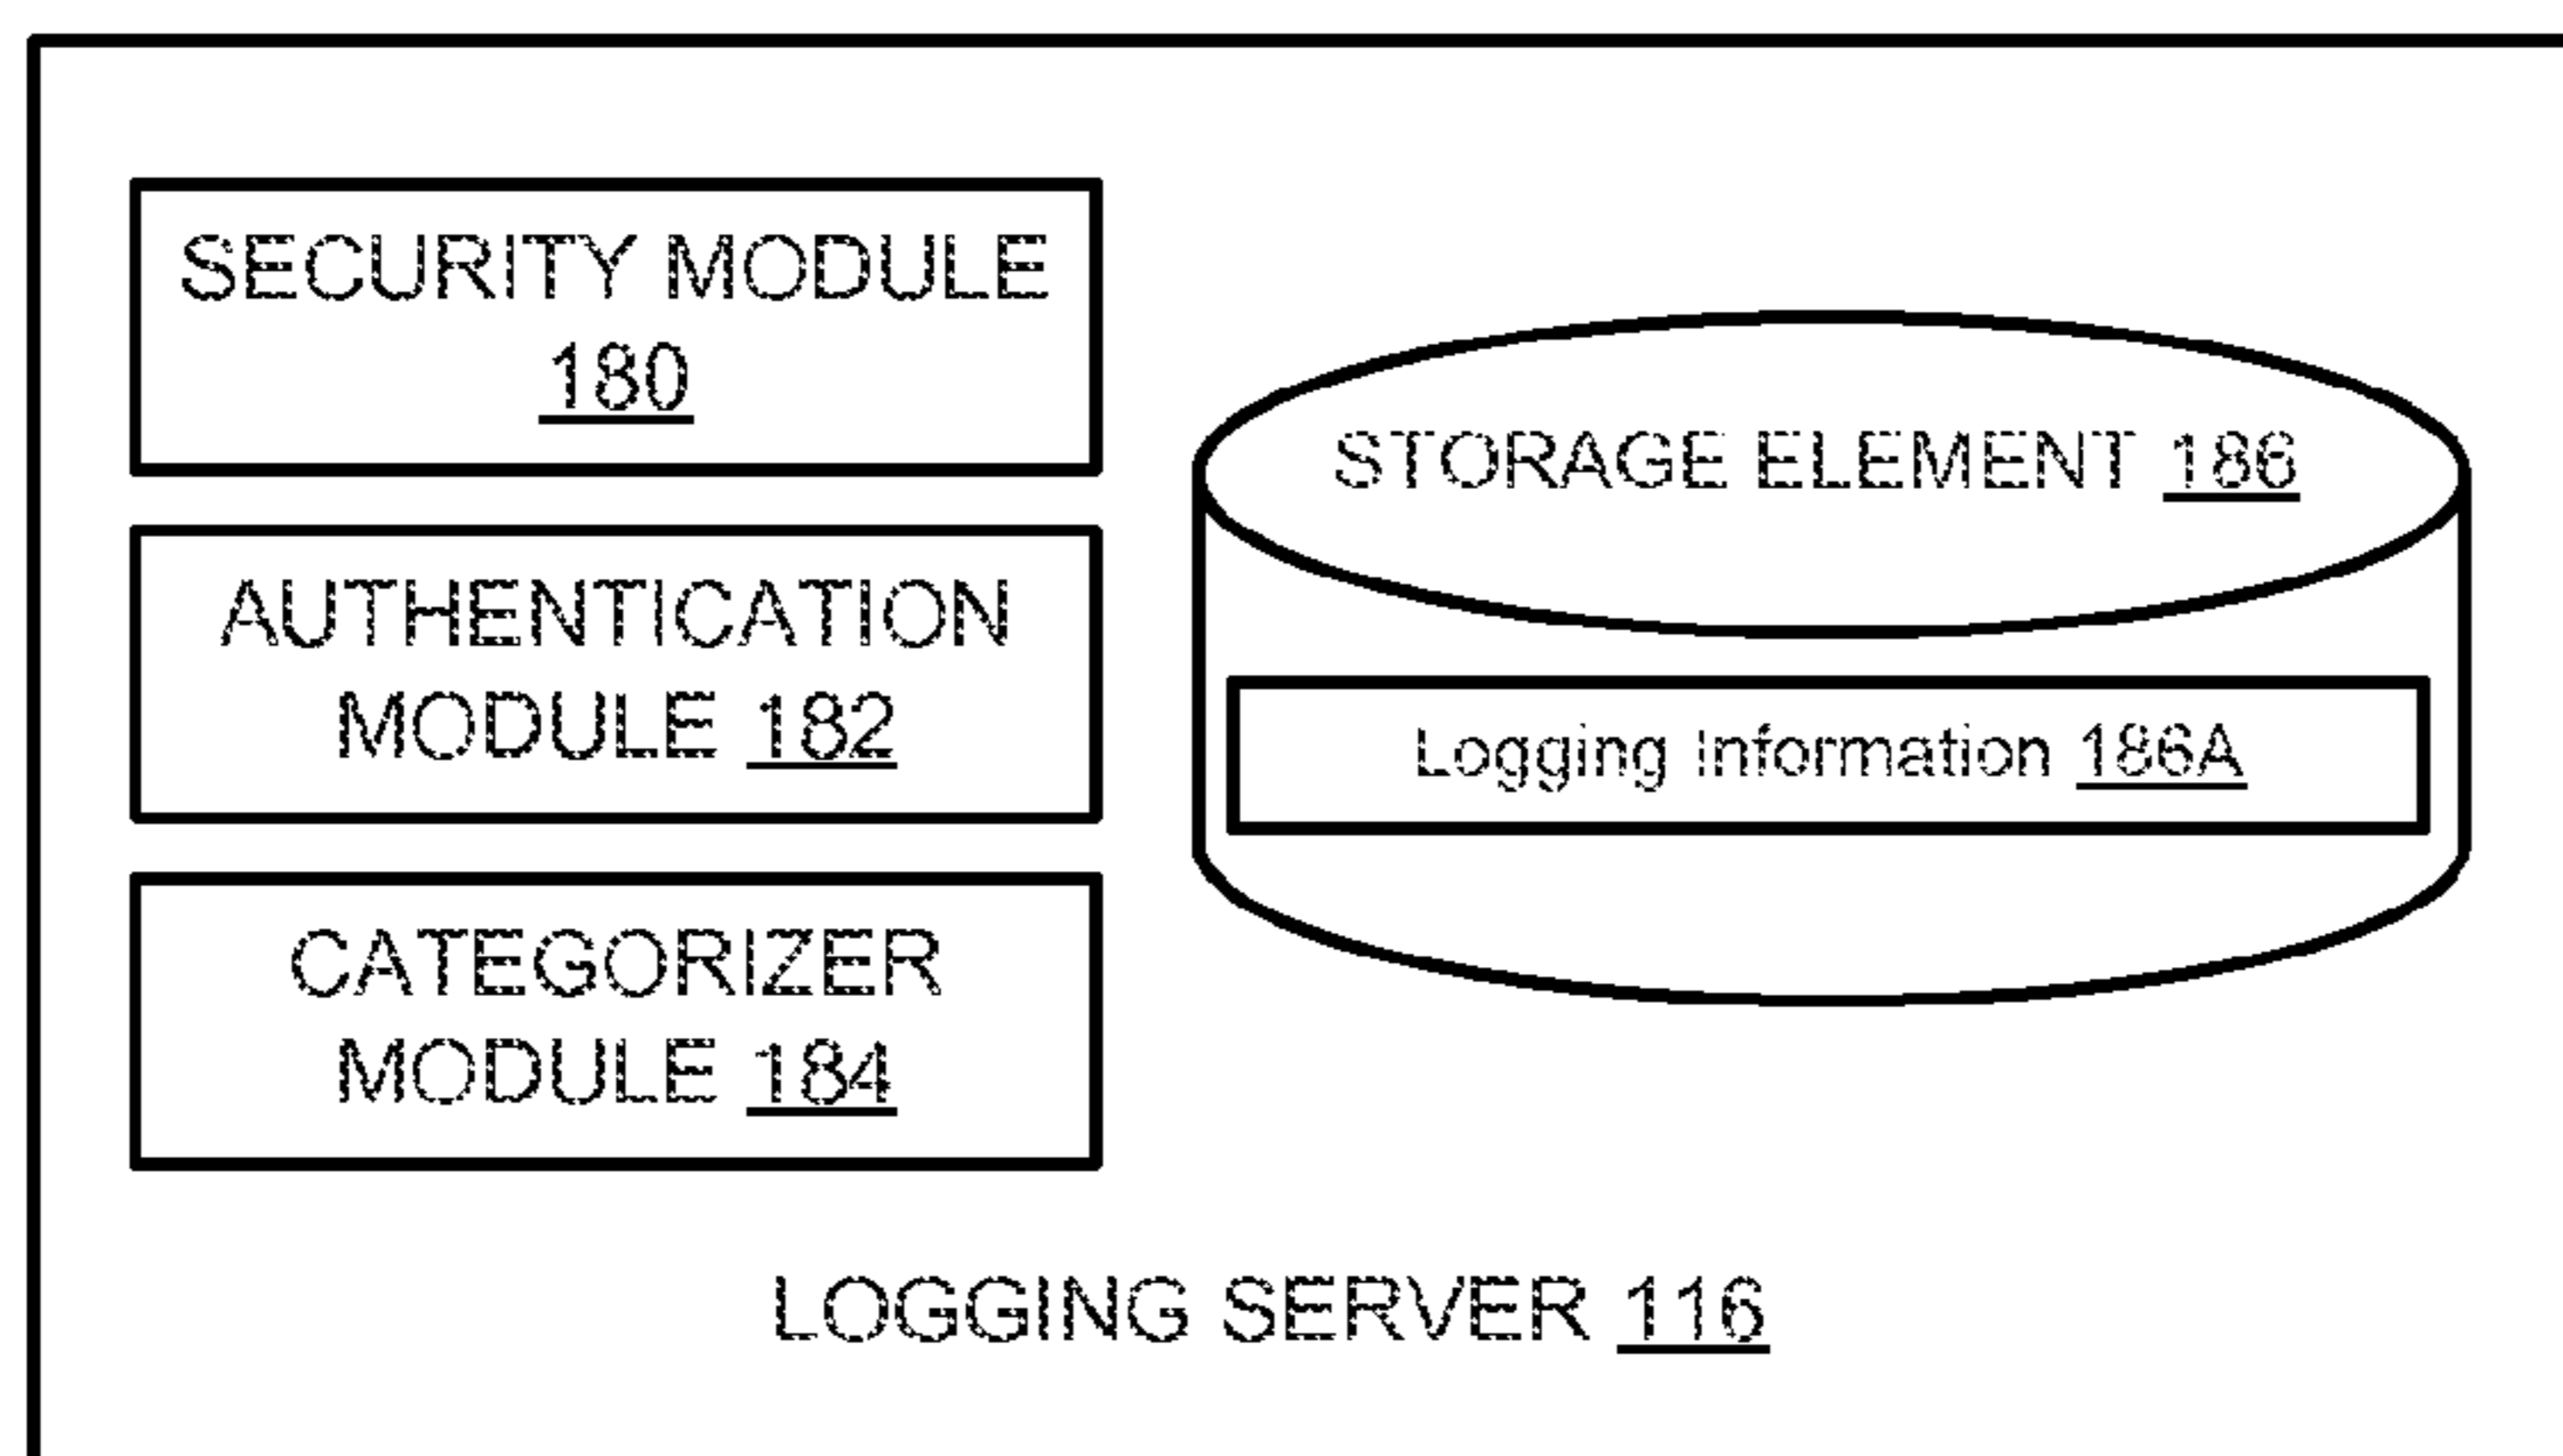 SECURITY MODULE
180
AUTHENTICATION
MODULE 182
CATEGORIZER
MODULE 184
STORAGE ELEMENT 186
Logging Information 186A
LOGGING SERVER 116